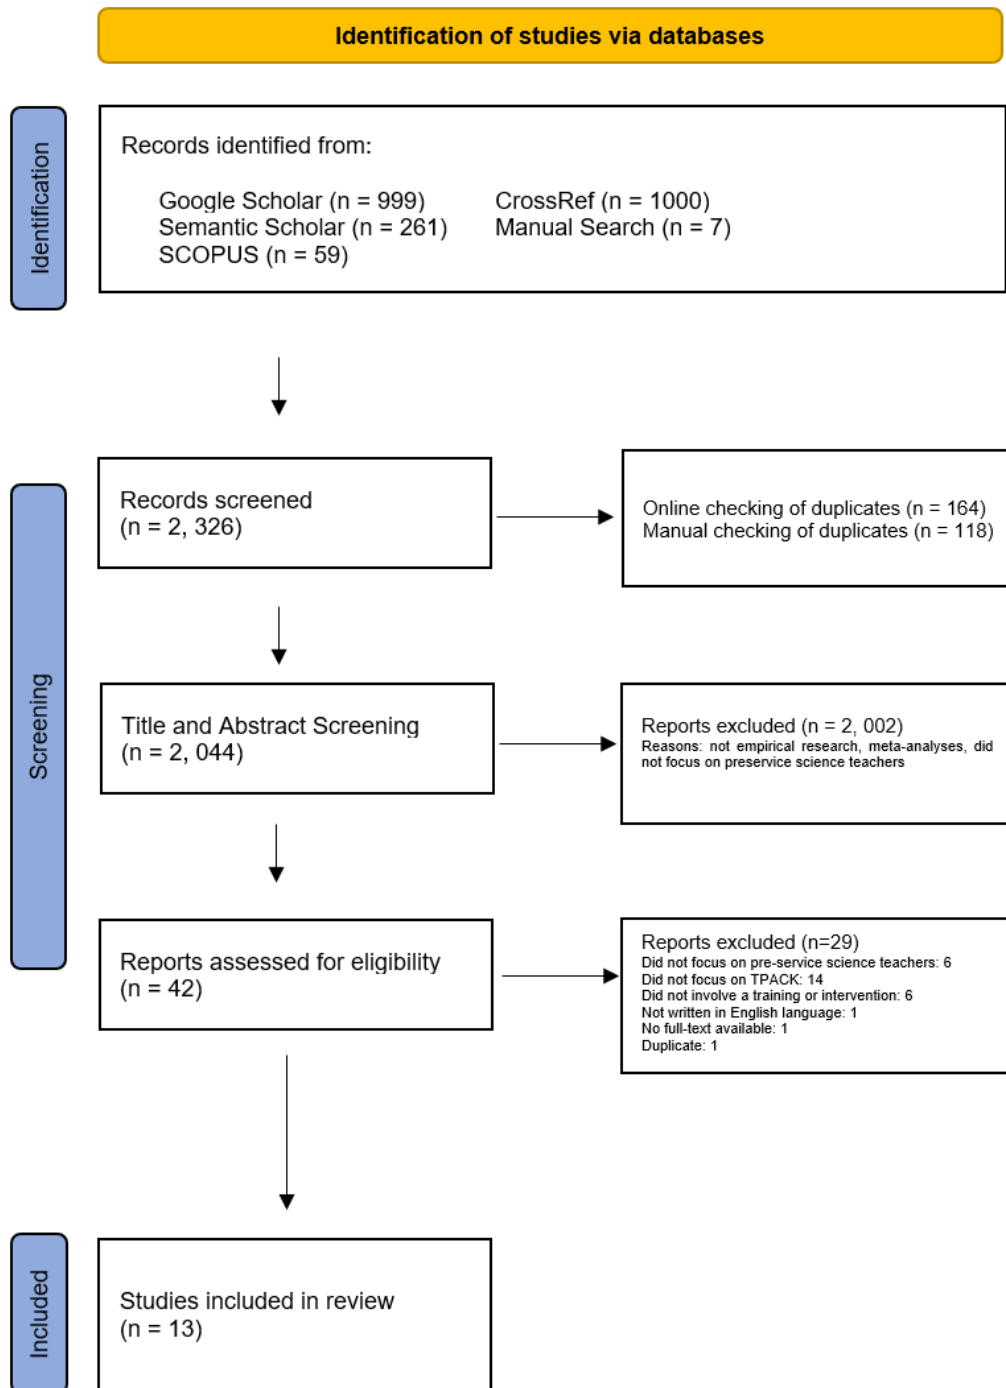 Identification of studies via databases
Identification
Records identified from:
Google Scholar (n = 999)
CrossRef (n = 1000)
Semantic Scholar (n = 261)
Manual Search (n = 7)
SCOPUS (n = 59)
Screening
Records screened
(n = 2, 326)
Online checking of duplicates (n = 164)
Manual checking of duplicates (n = 118)
Title and Abstract Screening
(n = 2, 044)
Reports excluded (n = 2, 002)
Reasons: not empirical research, meta-analyses, did
not focus on preservice science teachers
Reports assessed for eligibility
(n = 42)
Reports excluded (n=29)
Did not focus on pre-service science teachers: 6
Did not focus on TPACK: 14
Did not involve a training or intervention: 6
Not written in English language: 1
No full-text available: 1
Duplicate: 1
Included
Studies included in review
(n = 13)